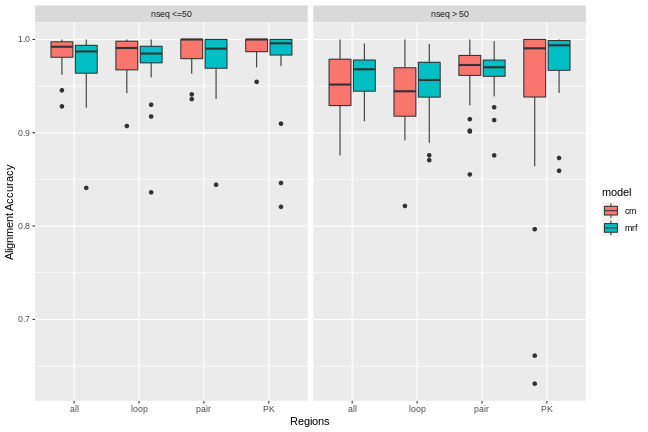 nseq <=50
nseq > 50
1.0
0.9
0.8
0.7
Alignment Accuracy
all
loop
pair
PK
all
loop
pair
PK
Regions
model
cm
mrf